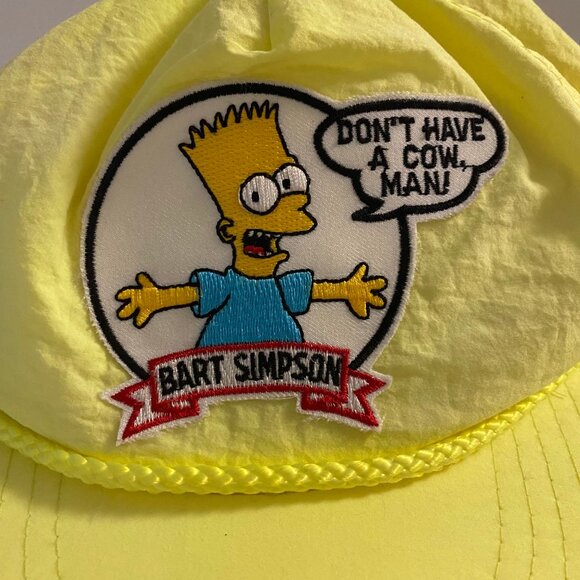 DON'T HAVE
A COW,
MAN!
BART SIMPSON